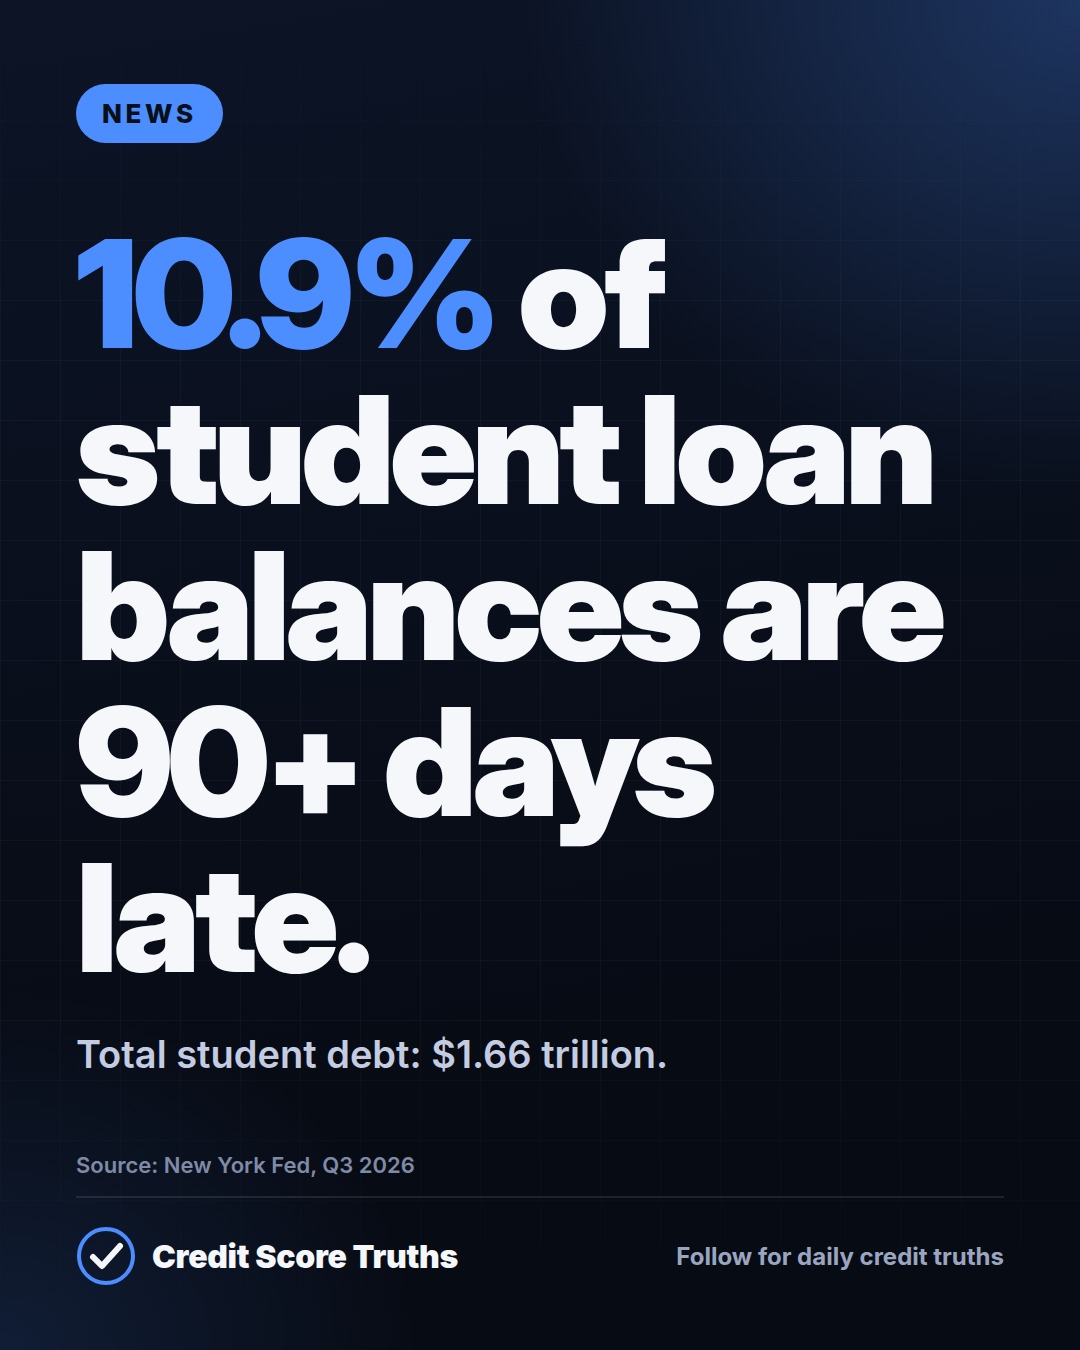 NEWS
10.9% of
student loan
balances are
90+ days
late.
Total student debt: $1.66 trillion.
Source: New York Fed, Q3 2026
Credit Score Truths
Follow for daily credit truths